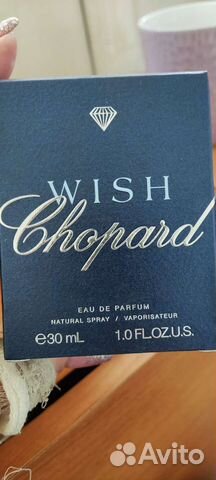 WISH
Chopard
EAU DE PARFUM
NATURAL SPRAY / VAPORISATEUR
℮30 mL 1.0 FL.OZ.U.S.
Avito